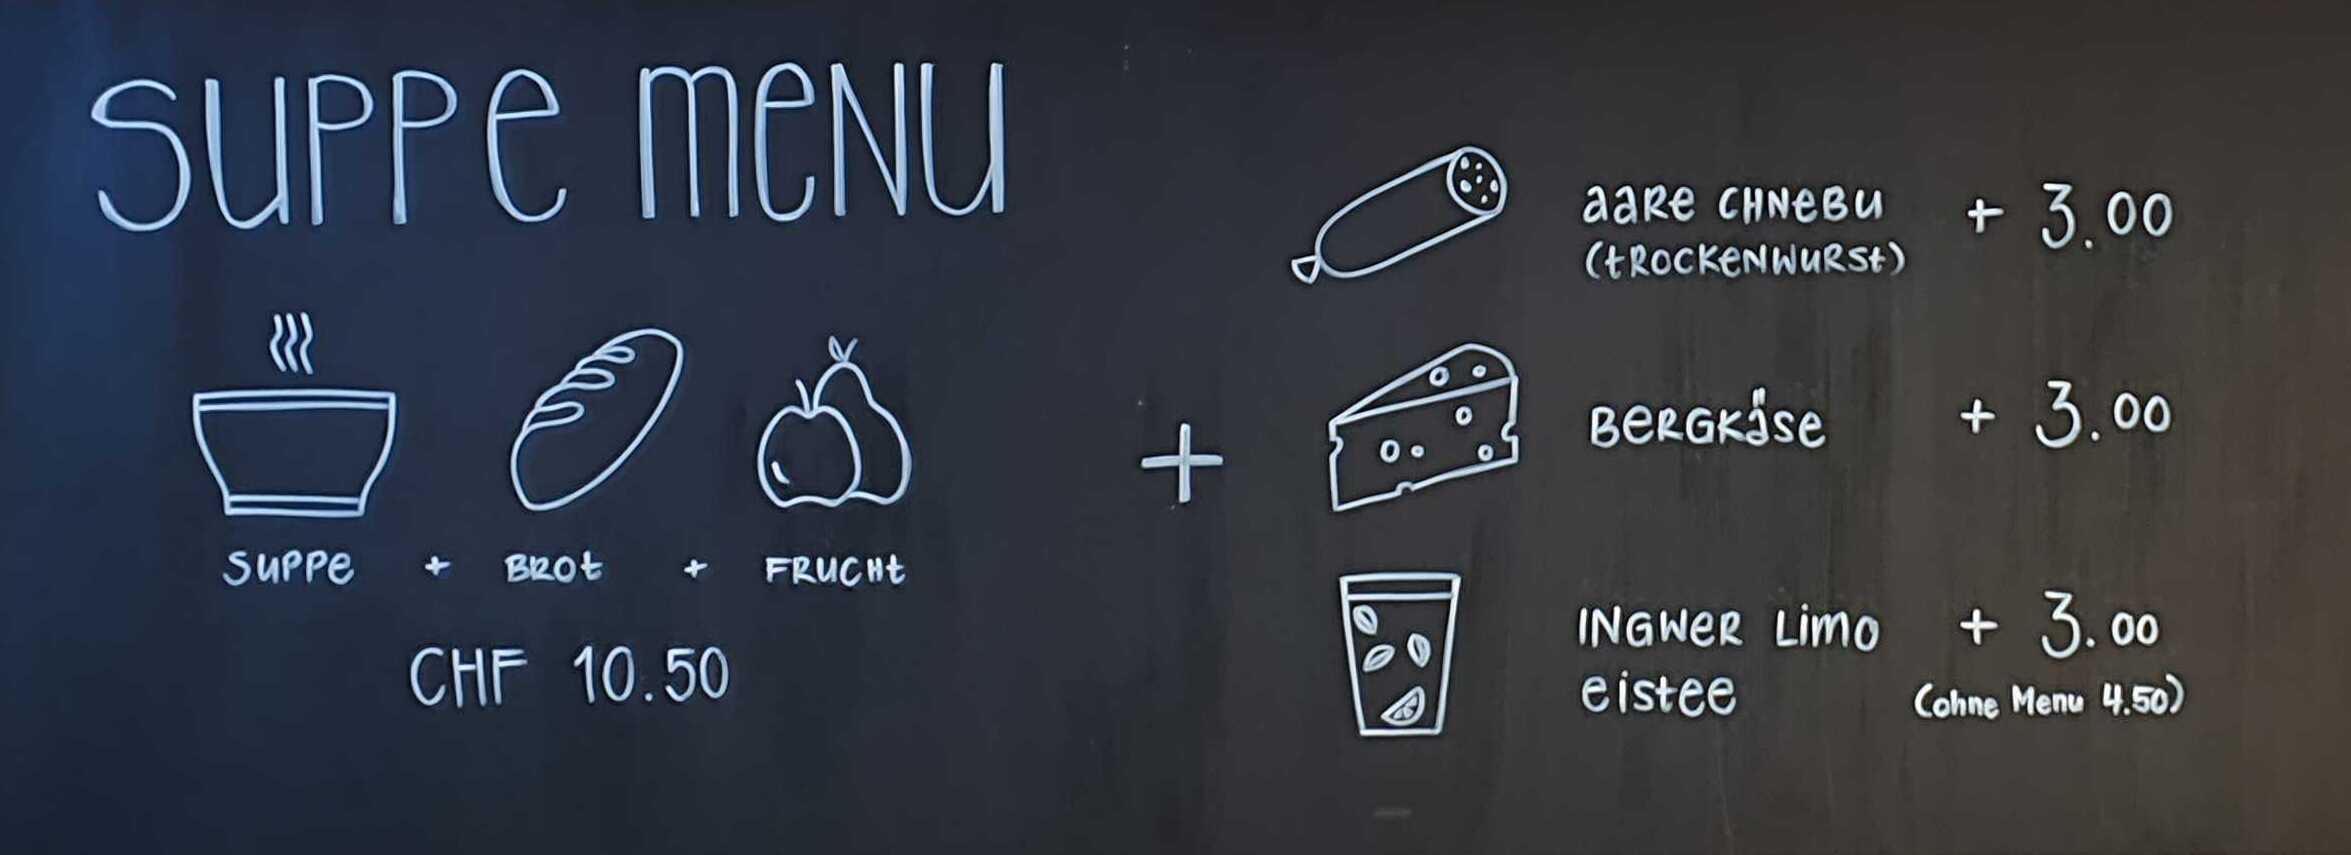 SUPPE MENU
SUPPE + BROT + FRUCHT
CHF 10.50
+
AARE CHNEBU + 3.00
(TROCKENWURST)
BERGKÄSE + 3.00
INGWER LIMO + 3.00
EISTEE (ohne Menu 4.50)